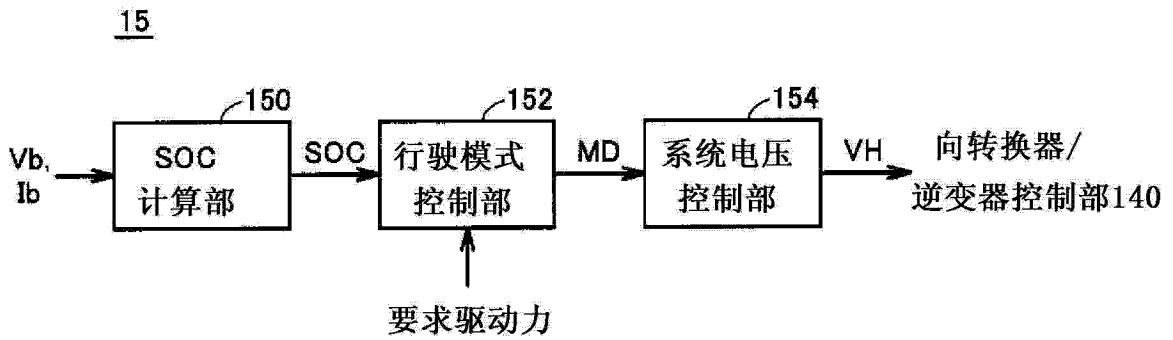 15
150
152
154
Vb,
Ib
SOC
计算部
SOC
行驶模式
控制部
MD
系统电压
控制部
VH
向转换器/
逆变器控制部140
要求驱动力